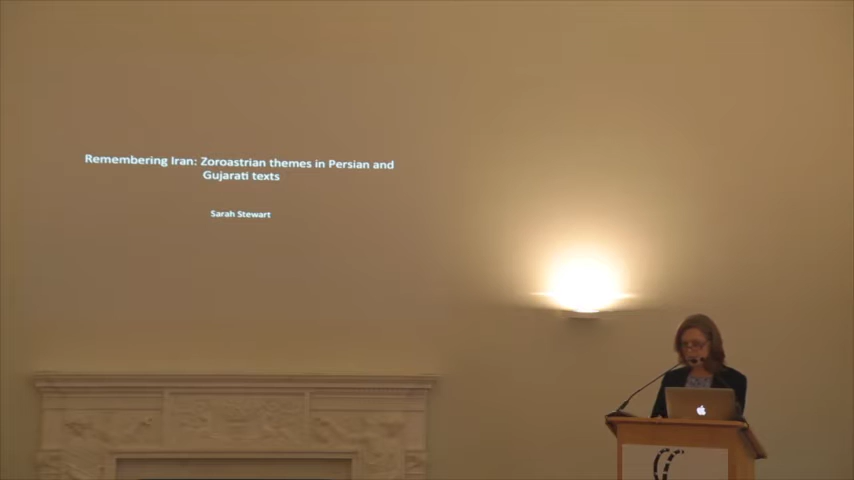 Remembering Iran: Zoroastrian themes in Persian and
Gujarati texts
Sarah Stewart